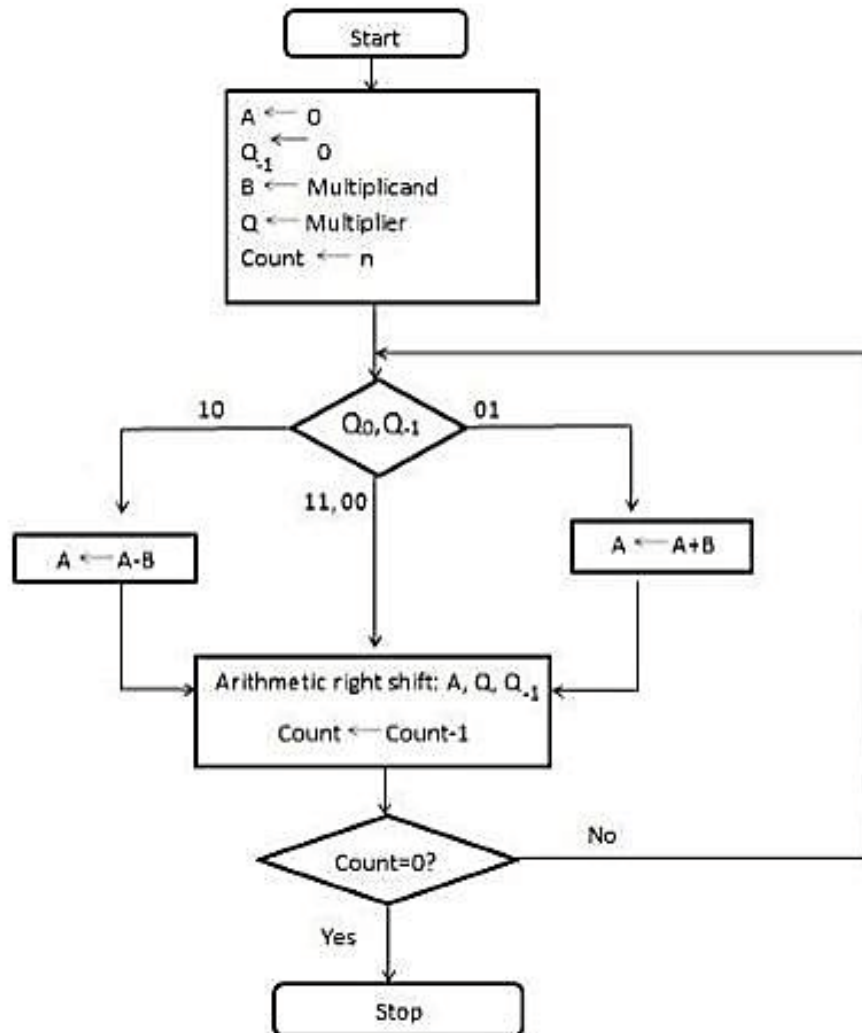 Start
A ← 0
Q-1 ← 0
B ← Multiplicand
Q ← Multiplier
Count ← n
10
Q0,Q-1
01
11,00
A ← A-B
A ← A+B
Arithmetic right shift: A, Q, Q-1
Count ← Count-1
Count=0?
No
Yes
Stop